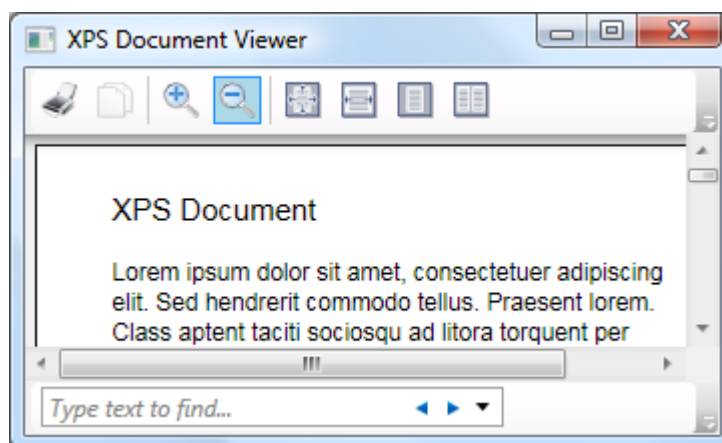 XPS Document Viewer
XPS Document
Lorem ipsum dolor sit amet, consectetuer adipiscing
elit. Sed hendrerit commodo tellus. Praesent lorem.
Class aptent taciti sociosqu ad litora torquent per
Type text to find...